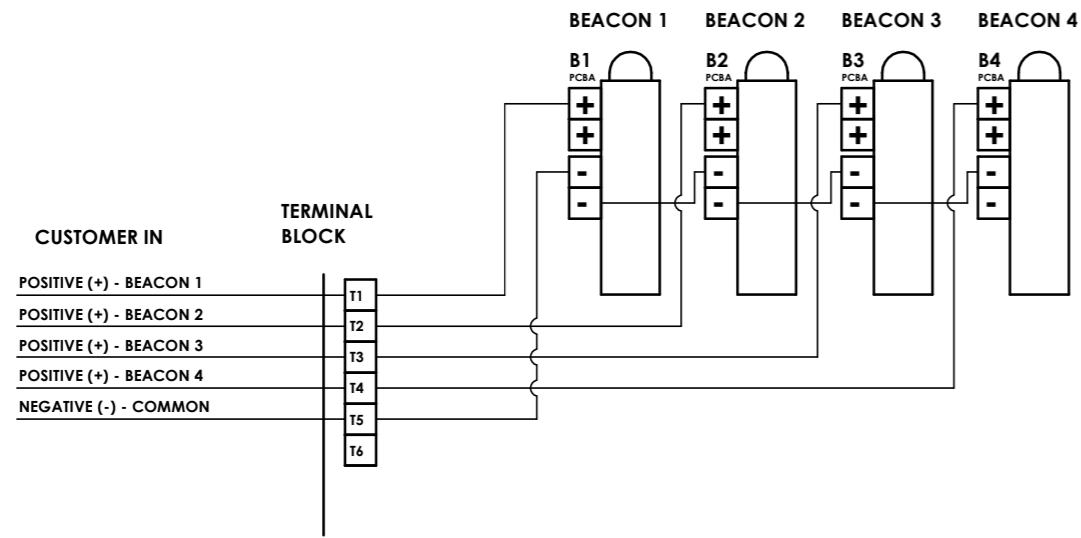 BEACON 1 BEACON 2 BEACON 3 BEACON 4
B1 B2 B3 B4
PCBA PCBA PCBA PCBA
+ + + +
+ + + +
- - - -
- - - -
TERMINAL
BLOCK
CUSTOMER IN
POSITIVE (+) - BEACON 1
T1
POSITIVE (+) - BEACON 2
T2
POSITIVE (+) - BEACON 3
T3
POSITIVE (+) - BEACON 4
T4
NEGATIVE (-) - COMMON
T5
T6